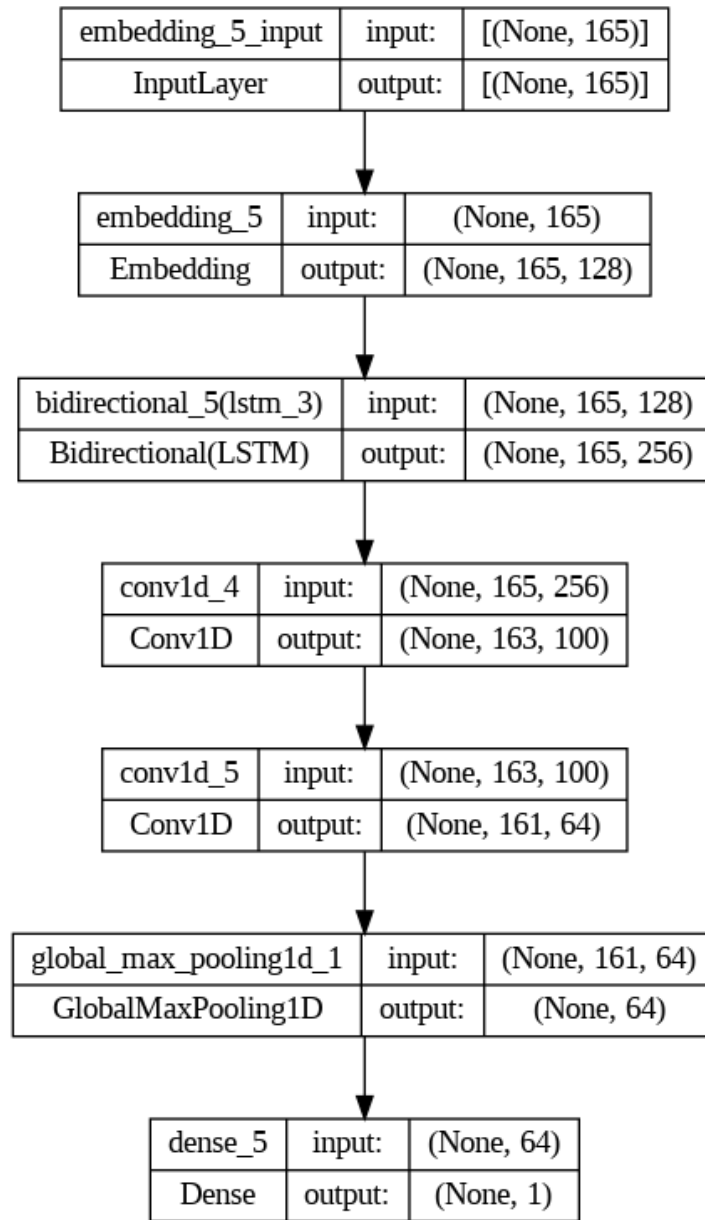 embedding_5_input input: [(None, 165)]
InputLayer output: [(None, 165)]
embedding_5 input: (None, 165)
Embedding output: (None, 165, 128)
bidirectional_5(lstm_3) input: (None, 165, 128)
Bidirectional(LSTM) output: (None, 165, 256)
conv1d_4 input: (None, 165, 256)
Conv1D output: (None, 163, 100)
conv1d_5 input: (None, 163, 100)
Conv1D output: (None, 161, 64)
global_max_pooling1d_1 input: (None, 161, 64)
GlobalMaxPooling1D output: (None, 64)
dense_5 input: (None, 64)
Dense output: (None, 1)